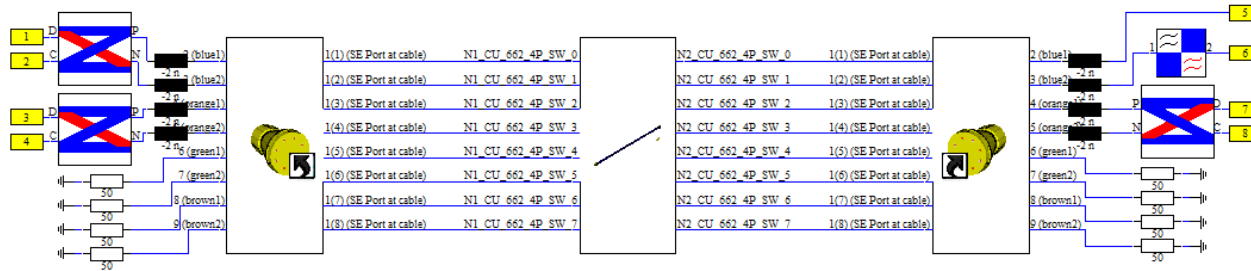 1 D P 2 (blue1) 1(1) (SE Port at cable) N1_CU_662_4P_SW_0 N2_CU_662_4P_SW_0 1(1) (SE Port at cable) 2 (blue1) 5
2 C N -2 n (blue2) 1(2) (SE Port at cable) N1_CU_662_4P_SW_1 N2_CU_662_4P_SW_1 1(2) (SE Port at cable) 3 (blue2) -2 n 1 2 6
-2 n (orange1) 1(3) (SE Port at cable) N1_CU_662_4P_SW_2 N2_CU_662_4P_SW_2 1(3) (SE Port at cable) 4 (orange1) -2 n P D 7
3 D P -2 n (orange2) 1(4) (SE Port at cable) N1_CU_662_4P_SW_3 N2_CU_662_4P_SW_3 1(4) (SE Port at cable) 5 (orange -2 n N C 8
4 C N -2 n 6 (green1) 1(5) (SE Port at cable) N1_CU_662_4P_SW_4 N2_CU_662_4P_SW_4 1(5) (SE Port at cable) 6 (green1) -2 n
50 7 (green2) 1(6) (SE Port at cable) N1_CU_662_4P_SW_5 N2_CU_662_4P_SW_5 1(6) (SE Port at cable) 7 (green2) 50
50 8 (brown1) 1(7) (SE Port at cable) N1_CU_662_4P_SW_6 N2_CU_662_4P_SW_6 1(7) (SE Port at cable) 8 (brown1) 50
50 9 (brown2) 1(8) (SE Port at cable) N1_CU_662_4P_SW_7 N2_CU_662_4P_SW_7 1(8) (SE Port at cable) 9 (brown2) 50
50 50